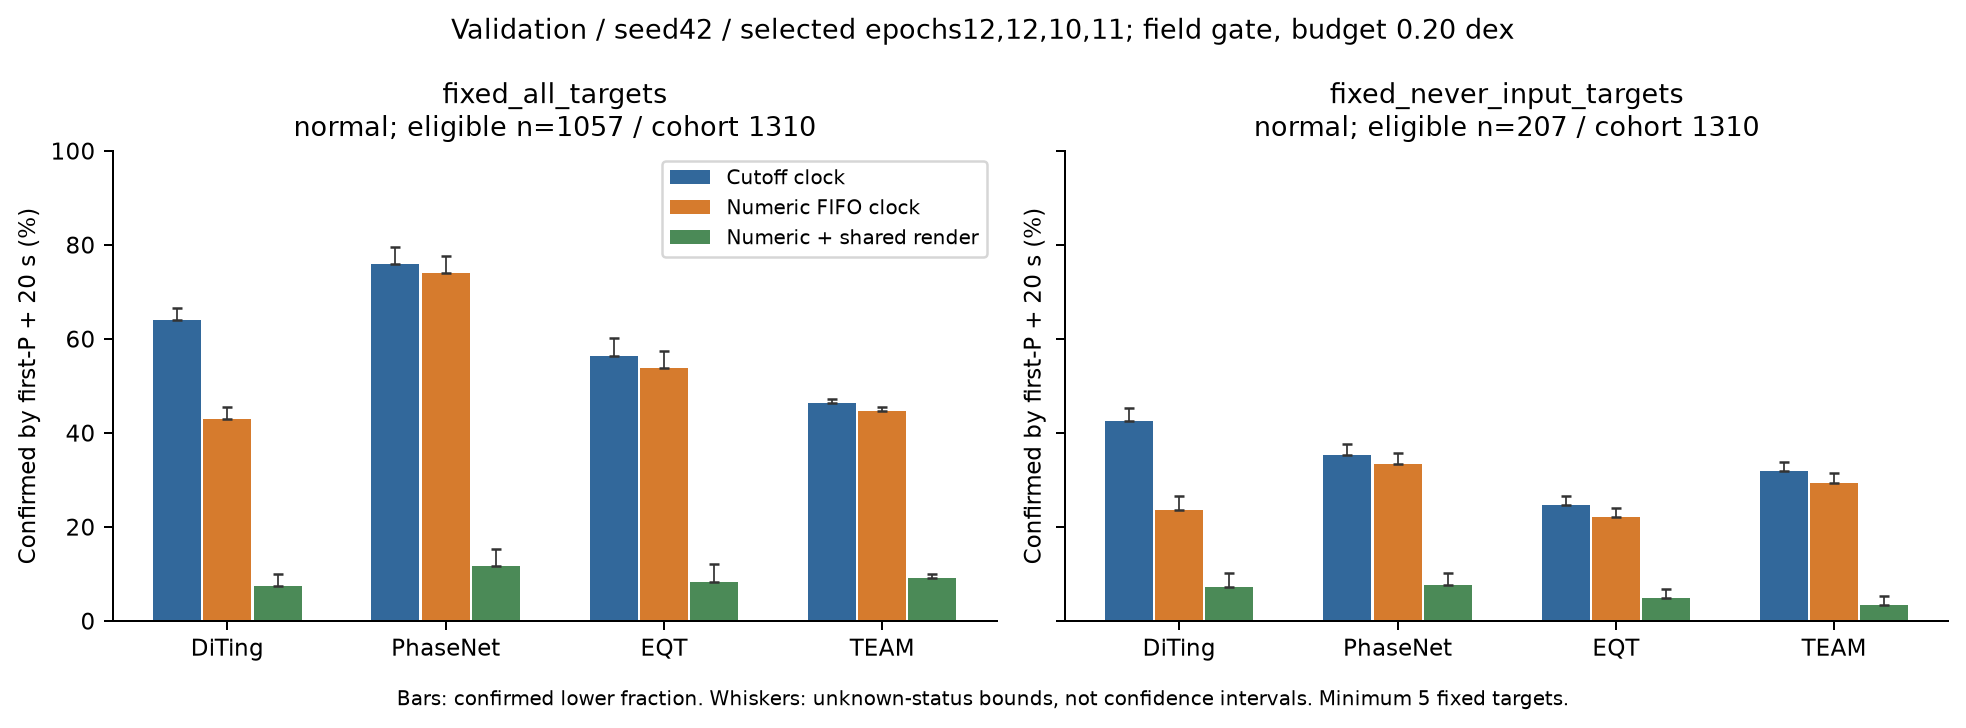 Validation / seed42 / selected epochs12,12,10,11; field gate, budget 0.20 dex
fixed_all_targets
normal; eligible n=1057 / cohort 1310
Confirmed by first-P + 20 s (%)
100
80
60
40
20
0
Cutoff clock
Numeric FIFO clock
Numeric + shared render
DiTing
PhaseNet
EQT
TEAM
fixed_never_input_targets
normal; eligible n=207 / cohort 1310
Confirmed by first-P + 20 s (%)
DiTing
PhaseNet
EQT
TEAM
Bars: confirmed lower fraction. Whiskers: unknown-status bounds, not confidence intervals. Minimum 5 fixed targets.